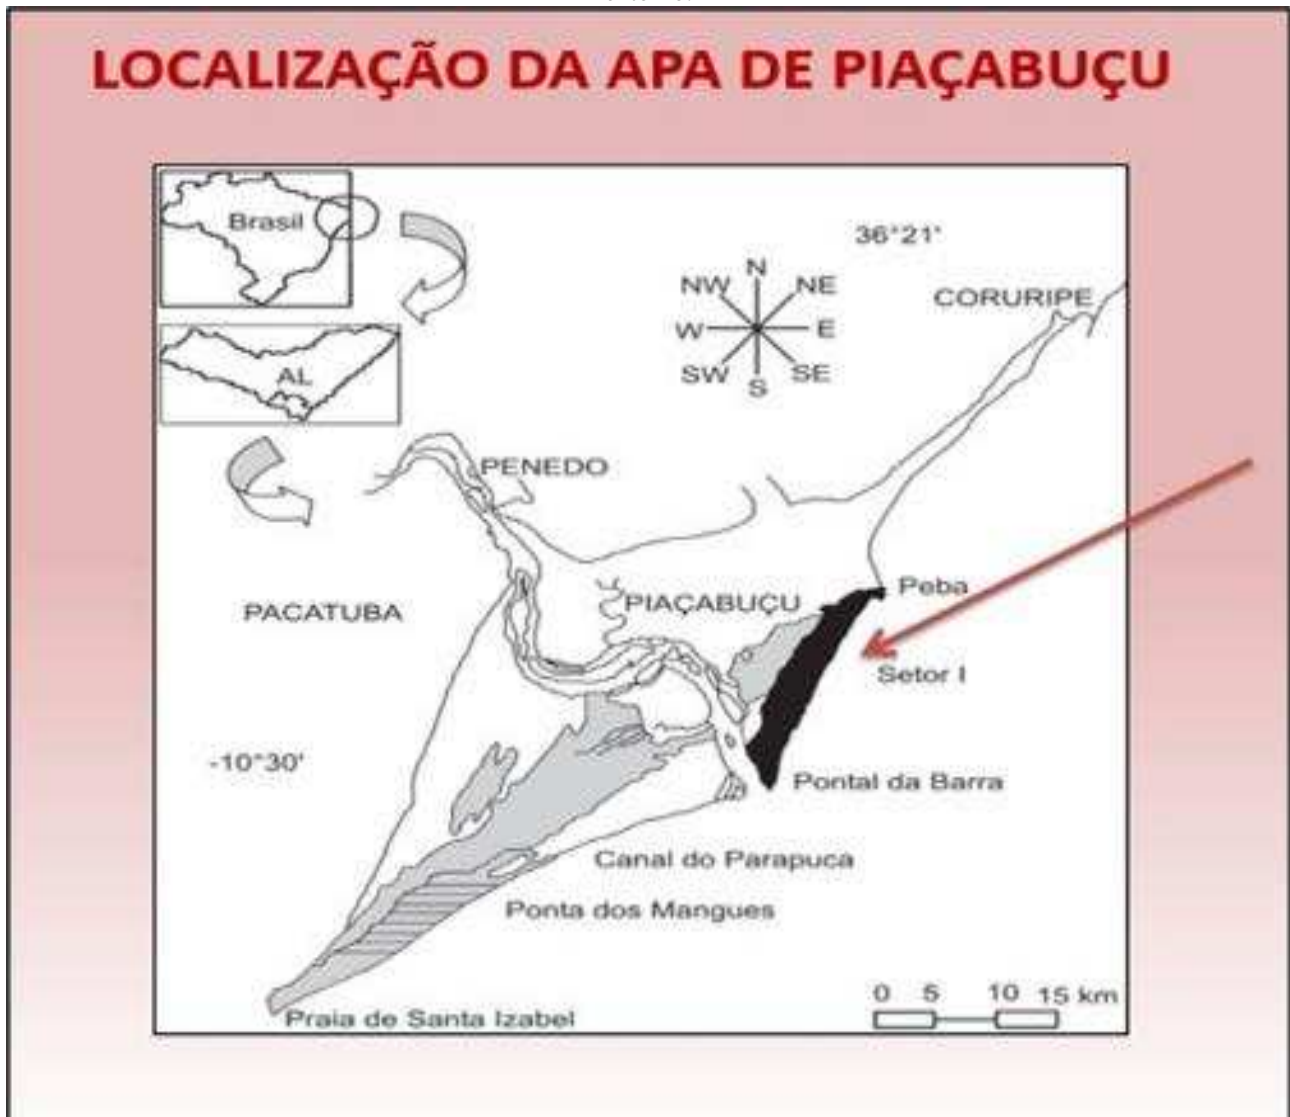 LOCALIZAÇÃO DA APA DE PIAÇABUÇU
Brasil
36°21'
N
NW NE
CORURIPE
W E
AL
SW S SE
PENEDO
Peba
PACATUBA
PIAÇABUÇU
Setor I
-10°30'
Pontal da Barra
Canal do Parapuca
Ponta dos Mangues
0 5 10 15 km
Praia de Santa Izabel